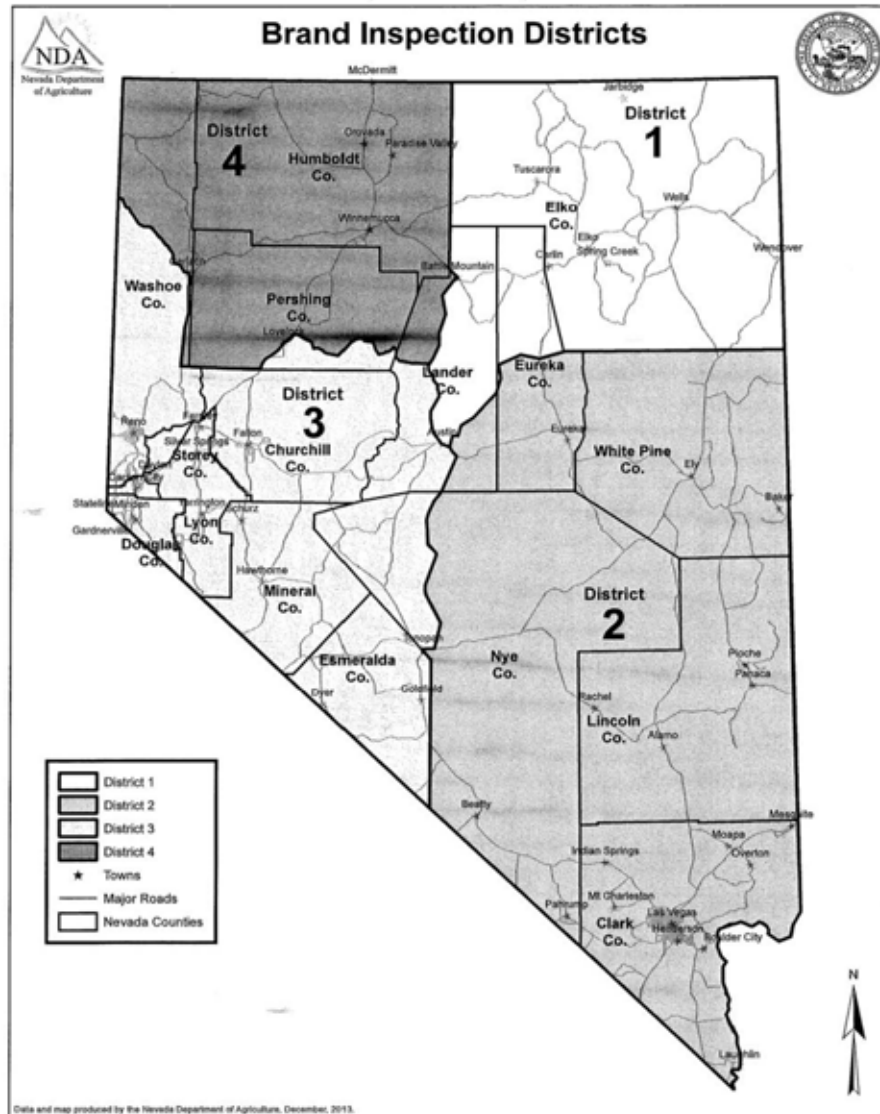 Brand Inspection Districts
NDA
Nevada Department
of Agriculture
McDermitt
Jarbidge
District
4
District
1
Orovada
Paradise Valley
Humboldt
Co.
Tuscarora
Winnemucca
Elko
Co.
Wells
Elko
Spring Creek
Carlin
Wendover
Battle Mountain
Washoe
Co.
Pershing
Co.
Lovelock
Lander
Co.
Eureka
Co.
District
3
Churchill
Co.
Reno
Silver Springs
Fallon
Storey
Co.
Austin
Eureka
White Pine
Co.
Ely
Baker
Stateline
Minden
Gardnerville
Douglas
Co.
Lyon
Co.
Schurz
Hawthorne
Mineral
Co.
District
2
Esmeralda
Co.
Dyer
Goldfield
Nye
Co.
Rachel
Lincoln
Co.
Pioche
Panaca
Alamo
Beatty
Mesquite
Moapa
Overton
Indian Springs
Mt Charleston
Pahrump
Las Vegas
Henderson
Clark
Co.
Boulder City
Laughlin
District 1
District 2
District 3
District 4
Towns
Major Roads
Nevada Counties
N
Data and map produced by the Nevada Department of Agriculture, December, 2013.